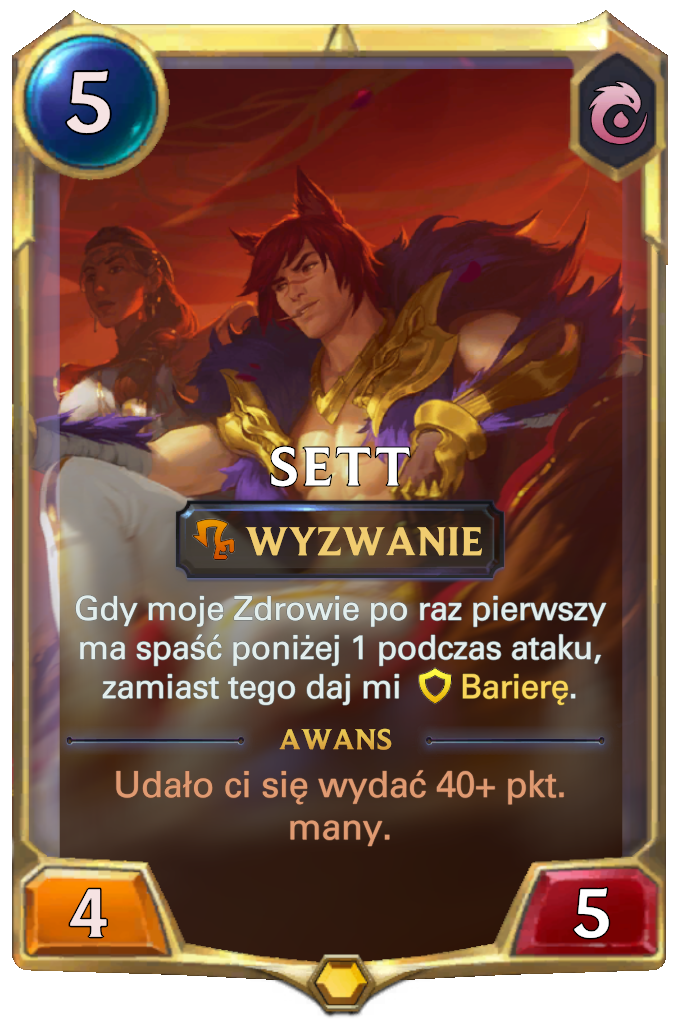 5
SETT
WYZWANIE
Gdy moje Zdrowie po raz pierwszy
ma spaść poniżej 1 podczas ataku,
zamiast tego daj mi Barierę.
AWANS
Udało ci się wydać 40+ pkt.
many.
4
5